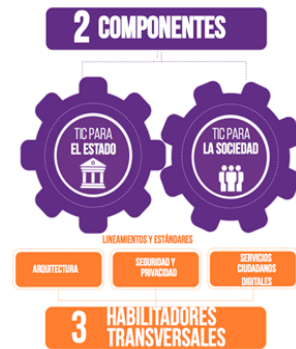 2 COMPONENTES
TIC PARA
EL ESTADO
TIC PARA
LA SOCIEDAD
LINEAMIENTOS Y ESTÁNDARES
ARQUITECTURA
SEGURIDAD Y
PRIVACIDAD
SERVICIOS
CIUDADANOS
DIGITALES
3 HABILITADORES
TRANSVERSALES